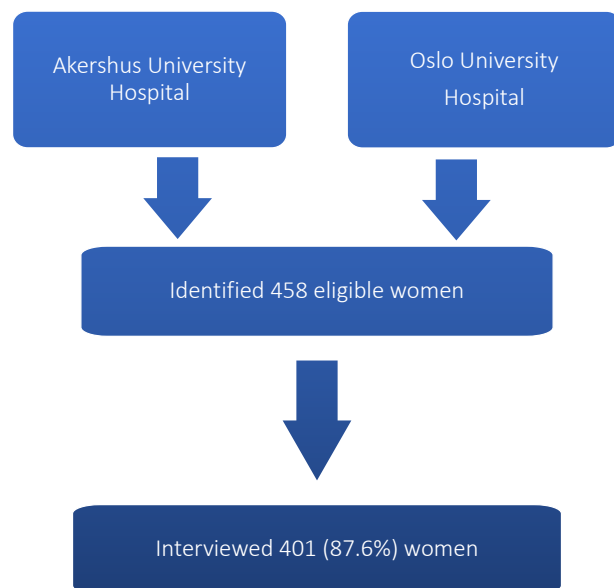 Akershus University
Hospital
Oslo University
Hospital
Identified 458 eligible women
Interviewed 401 (87.6%) women